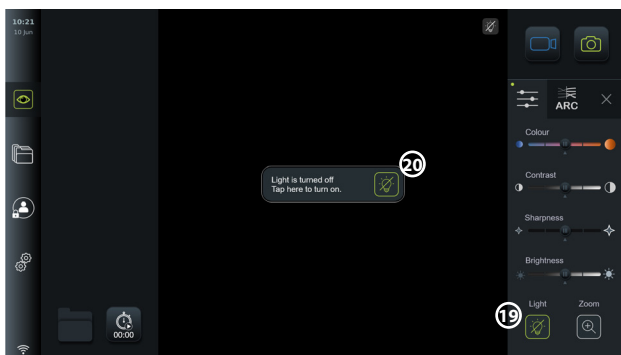 10:21
10 Jun
ARC
Colour
Contrast
20
Light is turned off
Tap here to turn on.
Sharpness
Brightness
19
Light
Zoom
00:00